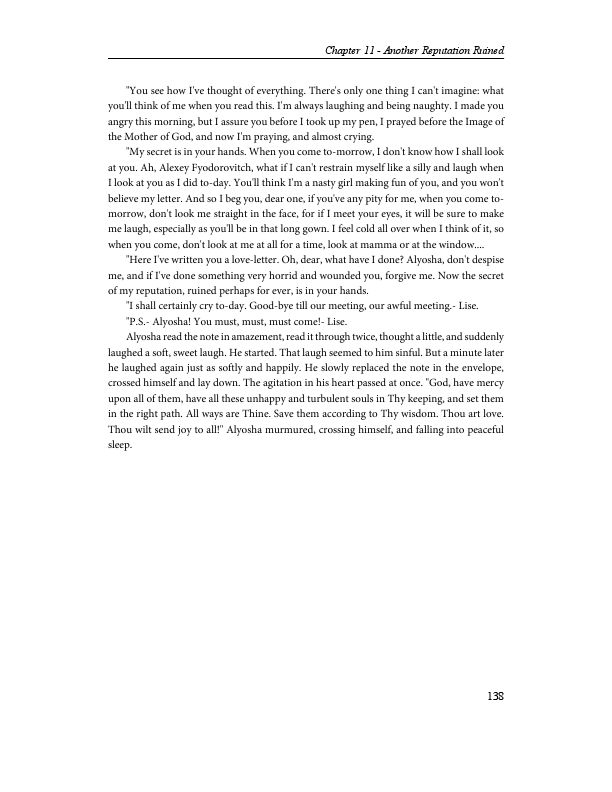 Chapter 11 - Another Reputation Ruined
"You see how I've thought of everything. There's only one thing I can't imagine: what
you'll think of me when you read this. I'm always laughing and being naughty. I made you
angry this morning, but I assure you before I took up my pen, I prayed before the Image of
the Mother of God, and now I'm praying, and almost crying.
"My secret is in your hands. When you come to-morrow, I don't know how I shall look
at you. Ah, Alexey Fyodorovitch, what if I can't restrain myself like a silly and laugh when
I look at you as I did to-day. You'll think I'm a nasty girl making fun of you, and you won't
believe my letter. And so I beg you, dear one, if you've any pity for me, when you come to-
morrow, don't look me straight in the face, for if I meet your eyes, it will be sure to make
me laugh, especially as you'll be in that long gown. I feel cold all over when I think of it, so
when you come, don't look at me at all for a time, look at mamma or at the window....
"Here I've written you a love-letter. Oh, dear, what have I done? Alyosha, don't despise
me, and if I've done something very horrid and wounded you, forgive me. Now the secret
of my reputation, ruined perhaps for ever, is in your hands.
"I shall certainly cry to-day. Good-bye till our meeting, our awful meeting.- Lise.
"P.S.- Alyosha! You must, must, must come!- Lise.
Alyosha read the note in amazement, read it through twice, thought a little, and suddenly
laughed a soft, sweet laugh. He started. That laugh seemed to him sinful. But a minute later
he laughed again just as softly and happily. He slowly replaced the note in the envelope,
crossed himself and lay down. The agitation in his heart passed at once. "God, have mercy
upon all of them, have all these unhappy and turbulent souls in Thy keeping, and set them
in the right path. All ways are Thine. Save them according to Thy wisdom. Thou art love.
Thou wilt send joy to all!" Alyosha murmured, crossing himself, and falling into peaceful
sleep.
138